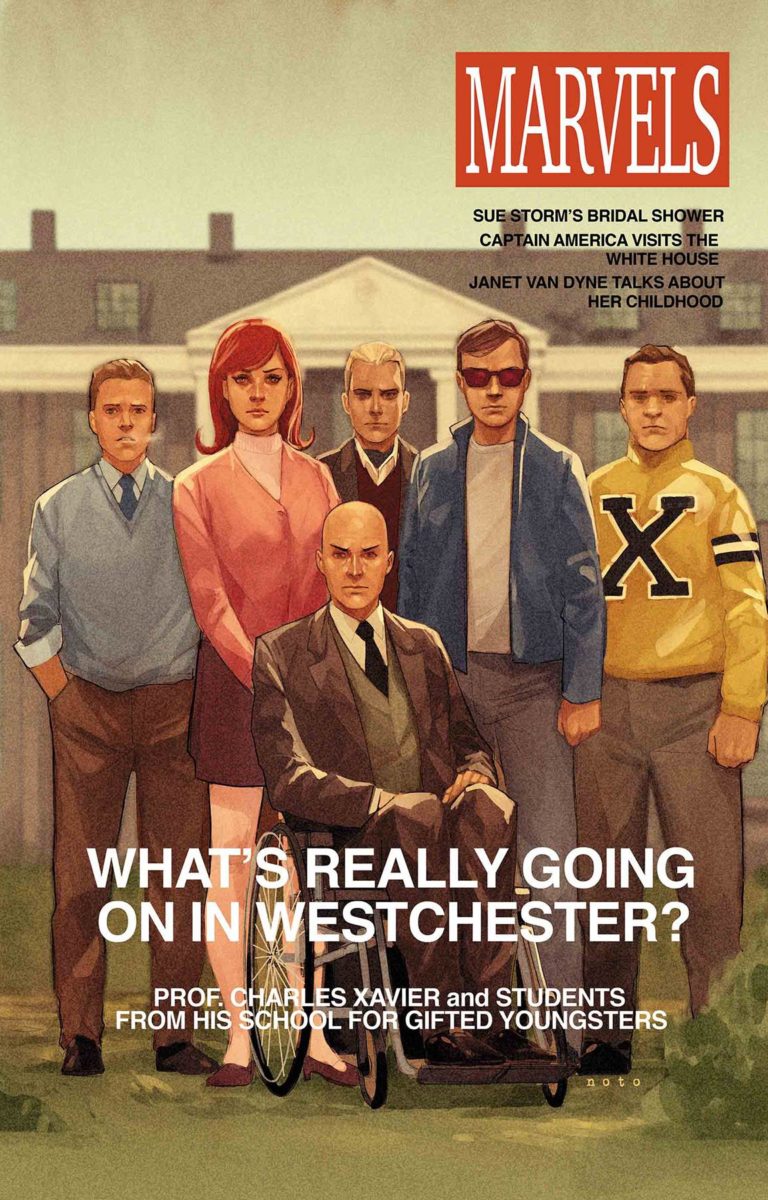 MARVELS
SUE STORM'S BRIDAL SHOWER
CAPTAIN AMERICA VISITS THE
WHITE HOUSE
JANET VAN DYNE TALKS ABOUT
HER CHILDHOOD
X
WHAT'S REALLY GOING
ON IN WESTCHESTER?
PROF. CHARLES XAVIER and STUDENTS
FROM HIS SCHOOL FOR GIFTED YOUNGSTERS
noto